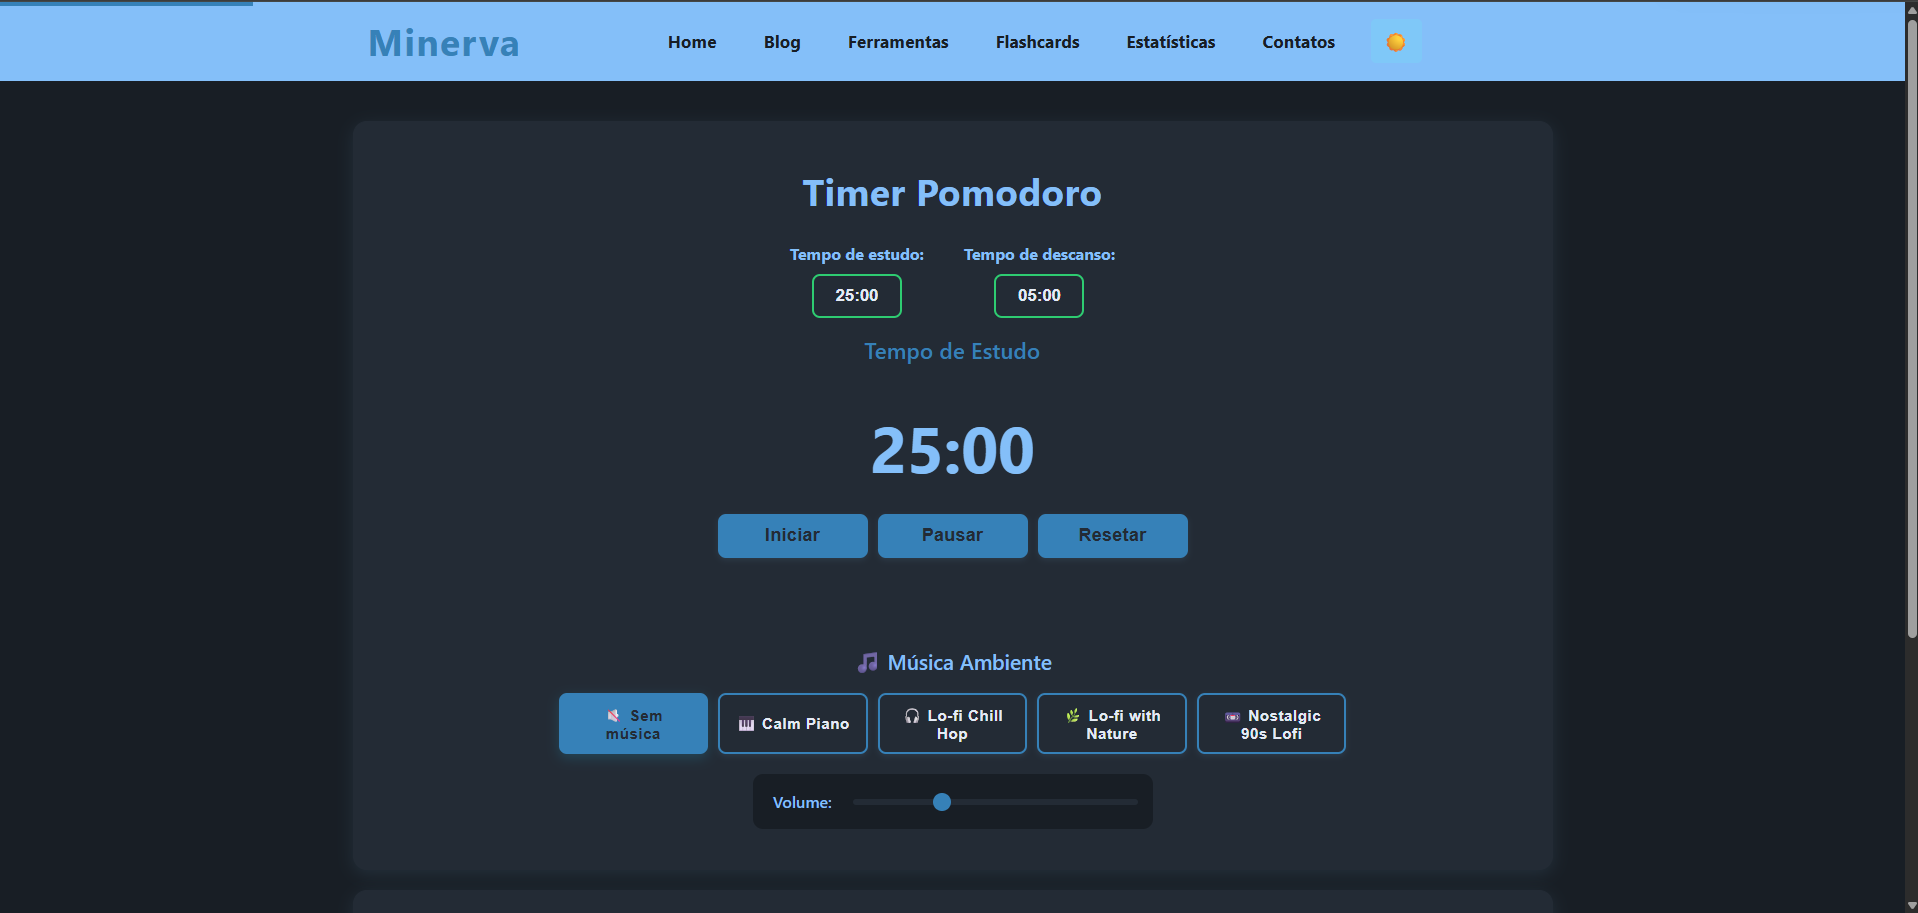 Minerva
Home Blog Ferramentas Flashcards Estatísticas Contatos
Timer Pomodoro
Tempo de estudo: Tempo de descanso:
25:00 05:00
Tempo de Estudo
25:00
Iniciar Pausar Resetar
Música Ambiente
Sem
música
Calm Piano
Lo-fi Chill
Hop
Lo-fi with
Nature
Nostalgic
90s Lofi
Volume: